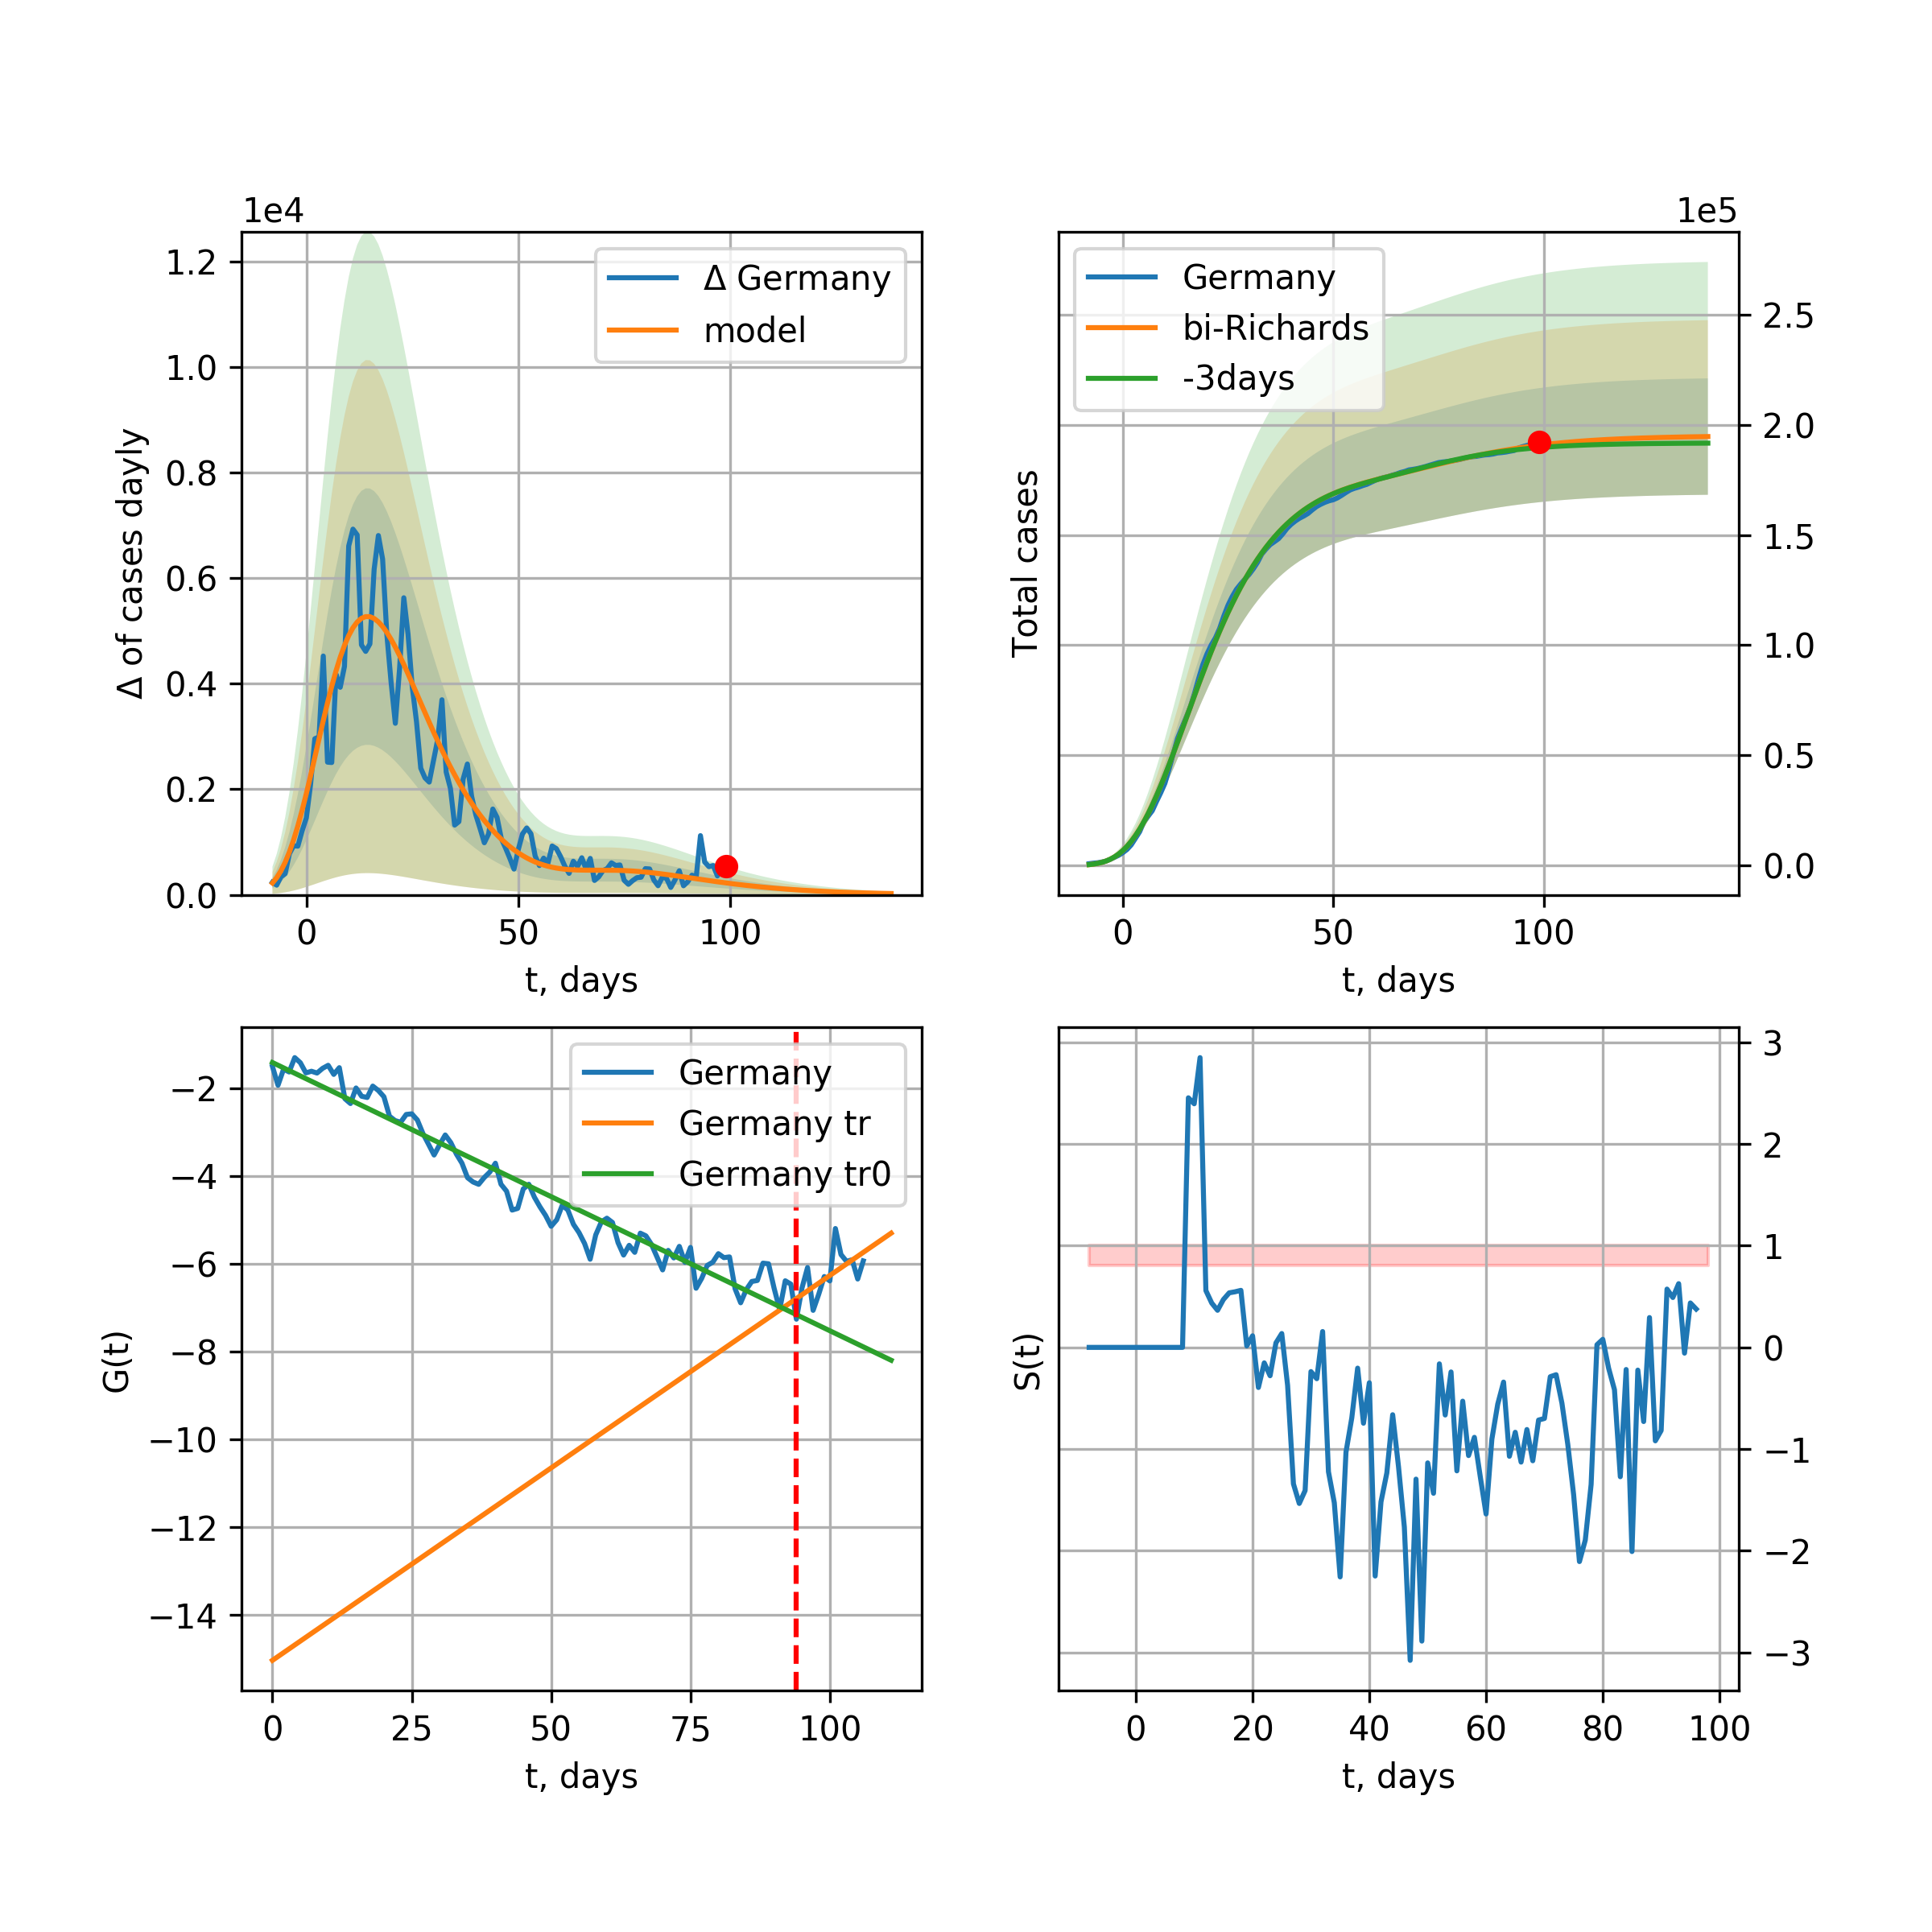 1e4
1.2
1.0
0.8
0.6
0.4
0.2
0.0
Δ of cases dayly
Δ Germany
model
0
50
100
t, days
1e5
Germany
bi-Richards
-3days
2.5
2.0
1.5
1.0
0.5
0.0
Total cases
0
50
100
t, days
−2
−4
−6
−8
−10
−12
−14
G(t)
Germany
Germany tr
Germany tr0
0
25
50
75
100
t, days
3
2
1
0
−1
−2
−3
S(t)
0
20
40
60
80
100
t, days